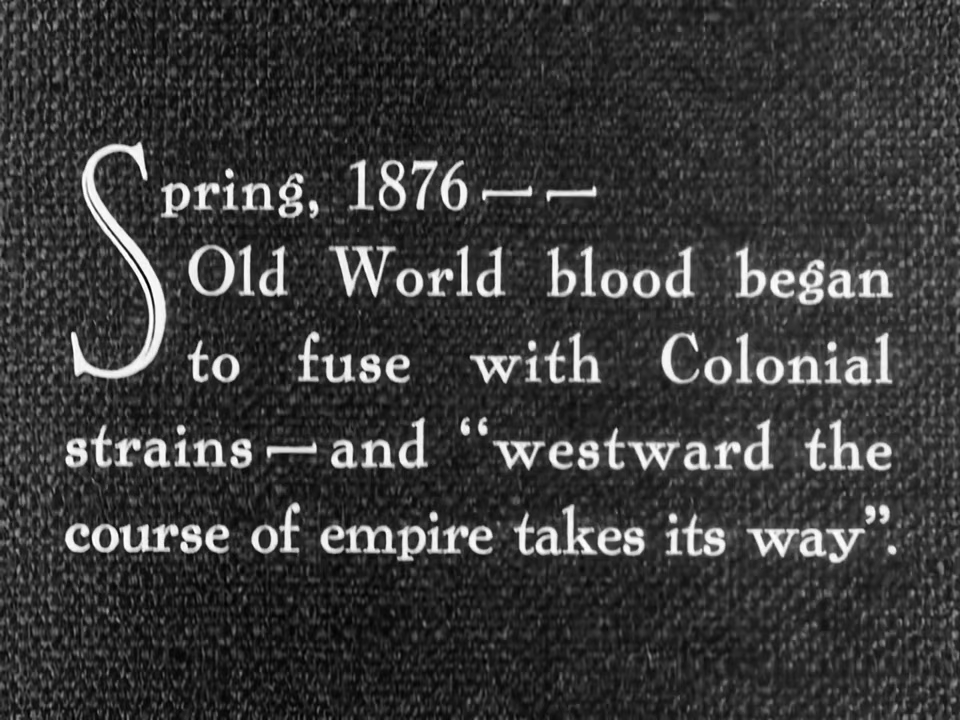 Spring, 1876 — —
Old World blood began
to fuse with Colonial
strains — and “westward the
course of empire takes its way”.